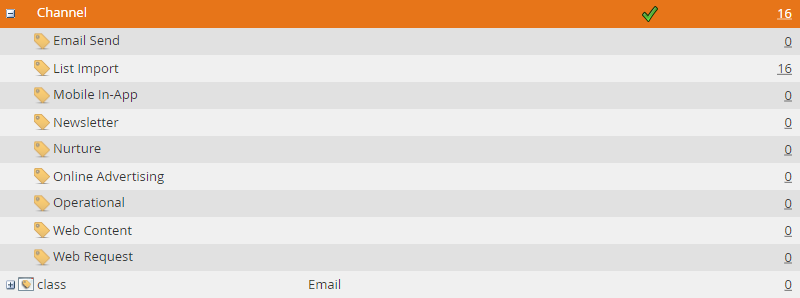 Channel 16
Email Send 0
List Import 16
Mobile In-App 0
Newsletter 0
Nurture 0
Online Advertising 0
Operational 0
Web Content 0
Web Request 0
class Email 0